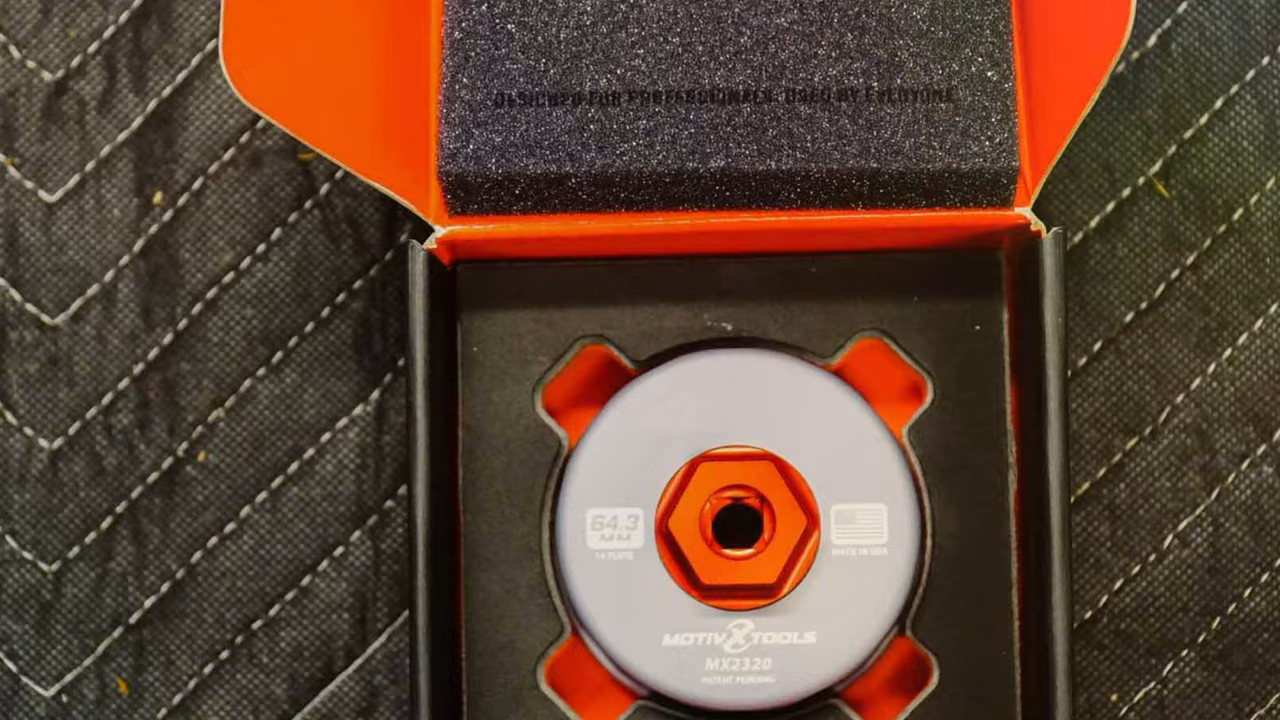 DESIGNED FOR PROFESSIONALS. USED BY EVERYONE.
64.3
MM
14 FLUTE
MADE IN USA
MOTIVX TOOLS
MX2320
PATENT PENDING